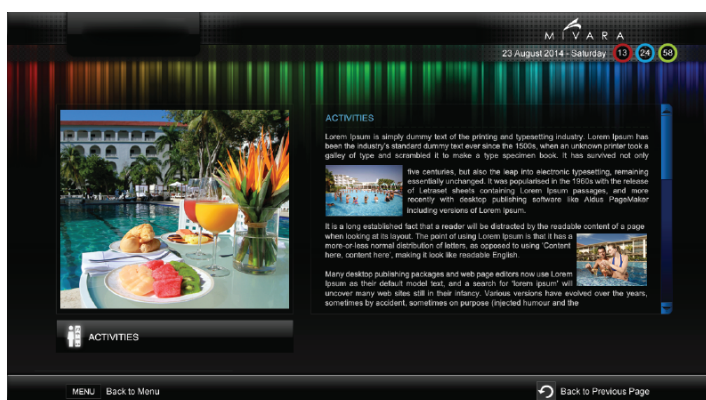 MIVARA
23 August 2014 - Saturday 13 24 58
ACTIVITIES
Lorem Ipsum is simply dummy text of the printing and typesetting industry. Lorem Ipsum has
been the industry's standard dummy text ever since the 1500s, when an unknown printer took a
galley of type and scrambled it to make a type specimen book. It has survived not only
five centuries, but also the leap into electronic typesetting, remaining
essentially unchanged. It was popularised in the 1960s with the release
of Letraset sheets containing Lorem Ipsum passages, and more
recently with desktop publishing software like Aldus PageMaker
including versions of Lorem Ipsum.
It is a long established fact that a reader will be distracted by the readable content of a page
when looking at its layout. The point of using Lorem Ipsum is that it has a
more-or-less normal distribution of letters, as opposed to using 'Content
here, content here', making it look like readable English.
Many desktop publishing packages and web page editors now use Lorem
Ipsum as their default model text, and a search for 'lorem ipsum' will
uncover many web sites still in their infancy. Various versions have evolved over the years,
sometimes by accident, sometimes on purpose (injected humour and the
ACTIVITIES
MENU Back to Menu
Back to Previous Page